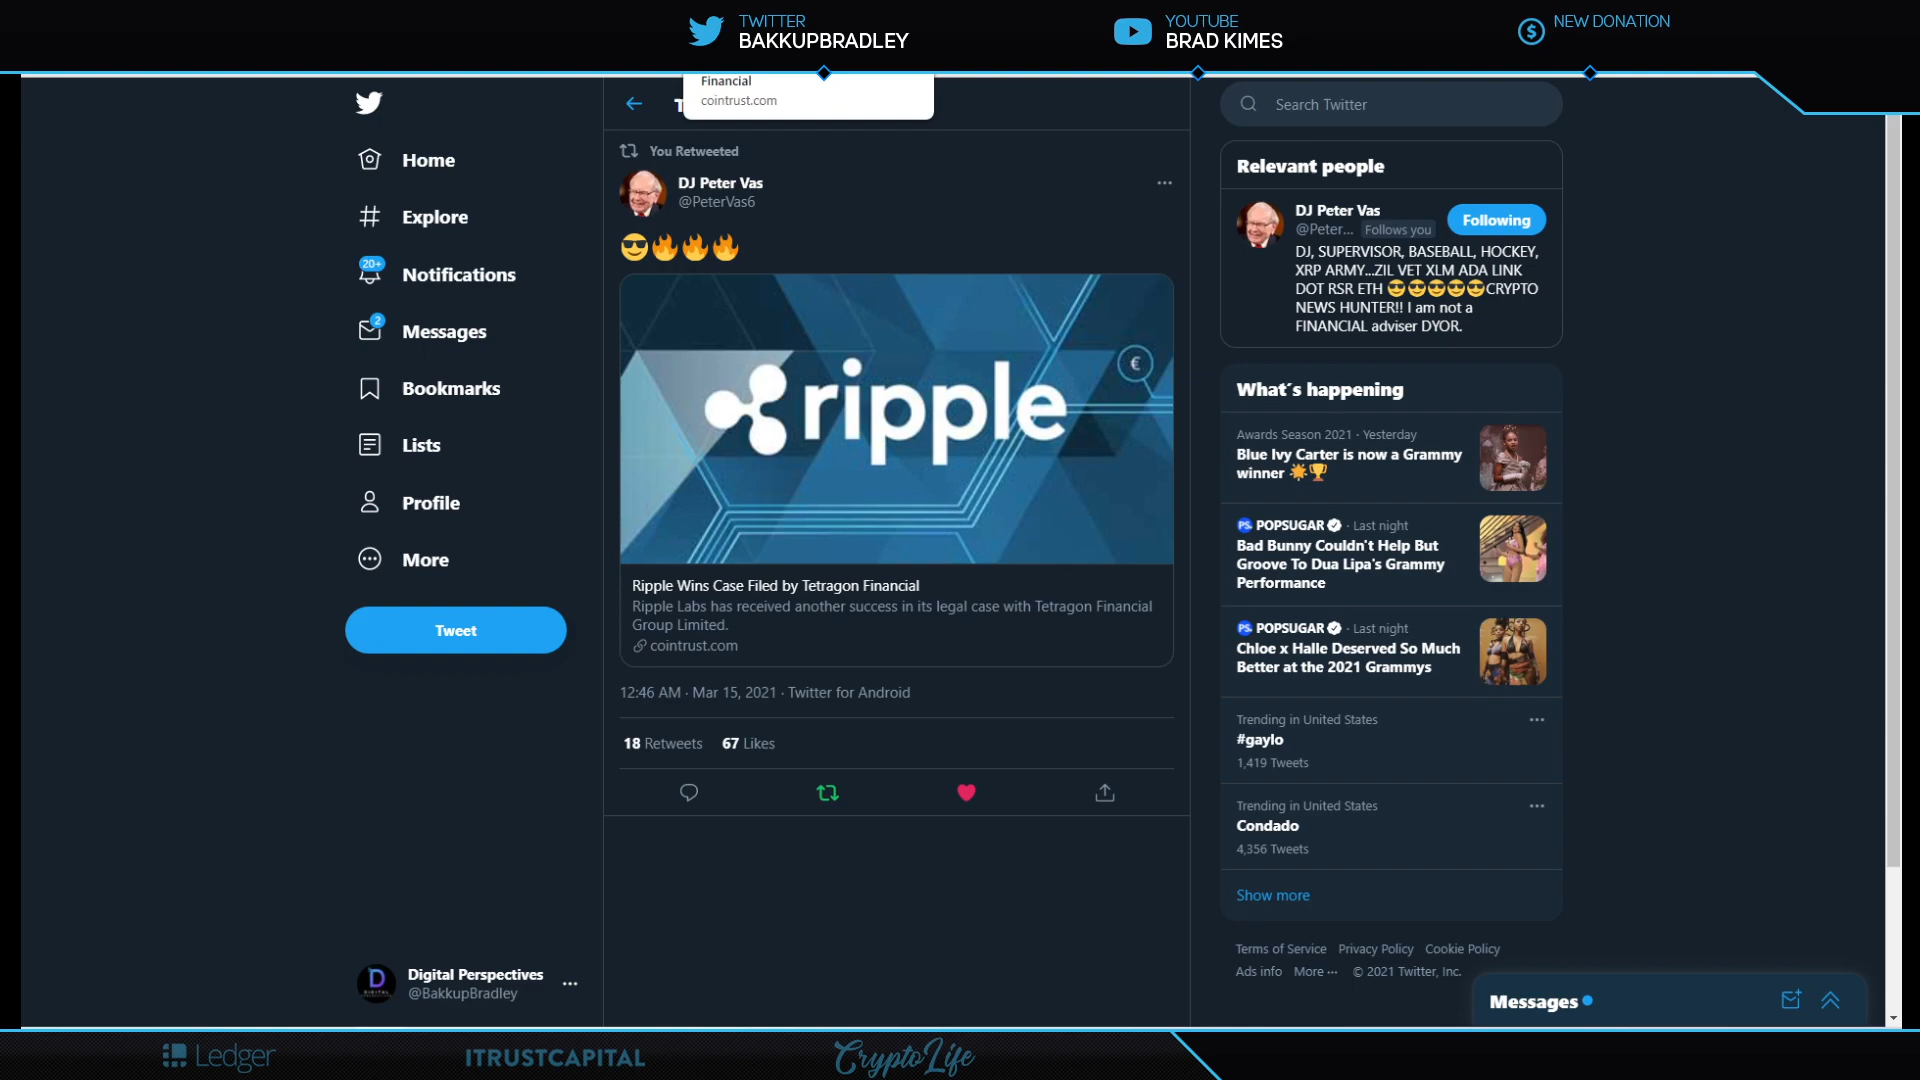 TWITTER
BAKKUPBRADLEY
YOUTUBE
BRAD KIMES
NEW DONATION
Financial
cointrust.com
Search Twitter
Home
Explore
20+
Notifications
2
Messages
Bookmarks
Lists
Profile
More
Tweet
Digital Perspectives
@BakkupBradley
You Retweeted
DJ Peter Vas
@PeterVas6
😎🔥🔥🔥
ripple
€
Ripple Wins Case Filed by Tetragon Financial
Ripple Labs has received another success in its legal case with Tetragon Financial
Group Limited.
cointrust.com
12:46 AM · Mar 15, 2021 · Twitter for Android
18 Retweets 67 Likes
Relevant people
DJ Peter Vas
@Peter... Follows you
Following
DJ, SUPERVISOR, BASEBALL, HOCKEY,
XRP ARMY...ZIL VET XLM ADA LINK
DOT RSR ETH 😎😎😎😎😎CRYPTO
NEWS HUNTER!! I am not a
FINANCIAL adviser DYOR.
What´s happening
Awards Season 2021 · Yesterday
Blue Ivy Carter is now a Grammy
winner 🌟🏆
PS. POPSUGAR · Last night
Bad Bunny Couldn't Help But
Groove To Dua Lipa's Grammy
Performance
PS. POPSUGAR · Last night
Chloe x Halle Deserved So Much
Better at the 2021 Grammys
Trending in United States
#gaylo
1,419 Tweets
Trending in United States
Condado
4,356 Tweets
Show more
Terms of Service Privacy Policy Cookie Policy
Ads info More ··· © 2021 Twitter, Inc.
Messages
Ledger
ITRUSTCAPITAL
CryptoLife